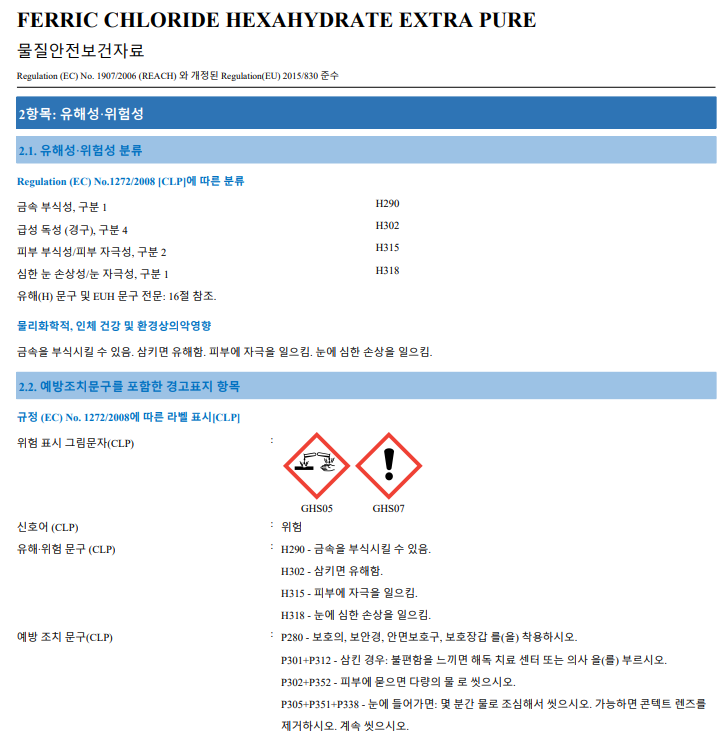 FERRIC CHLORIDE HEXAHYDRATE EXTRA PURE
물질안전보건자료
Regulation (EC) No. 1907/2006 (REACH) 와 개정된 Regulation(EU) 2015/830 준수
2항목: 유해성·위험성
2.1. 유해성·위험성 분류
Regulation (EC) No.1272/2008 [CLP]에 따른 분류
금속 부식성, 구분 1 H290
급성 독성 (경구), 구분 4 H302
피부 부식성/피부 자극성, 구분 2 H315
심한 눈 손상성/눈 자극성, 구분 1 H318
유해(H) 문구 및 EUH 문구 전문: 16절 참조.
물리화학적, 인체 건강 및 환경상의악영향
금속을 부식시킬 수 있음. 삼키면 유해함. 피부에 자극을 일으킴. 눈에 심한 손상을 일으킴.
2.2. 예방조치문구를 포함한 경고표지 항목
규정 (EC) No. 1272/2008에 따른 라벨 표시[CLP]
위험 표시 그림문자(CLP) :
GHS05 GHS07
신호어 (CLP) : 위험
유해·위험 문구 (CLP) : H290 - 금속을 부식시킬 수 있음.
H302 - 삼키면 유해함.
H315 - 피부에 자극을 일으킴.
H318 - 눈에 심한 손상을 일으킴.
예방 조치 문구(CLP) : P280 - 보호의, 보안경, 안면보호구, 보호장갑 를(을) 착용하시오.
P301+P312 - 삼킨 경우: 불편함을 느끼면 해독 치료 센터 또는 의사 을(를) 부르시오.
P302+P352 - 피부에 묻으면 다량의 물 로 씻으시오.
P305+P351+P338 - 눈에 들어가면: 몇 분간 물로 조심해서 씻으시오. 가능하면 콘텍트 렌즈를
제거하시오. 계속 씻으시오.